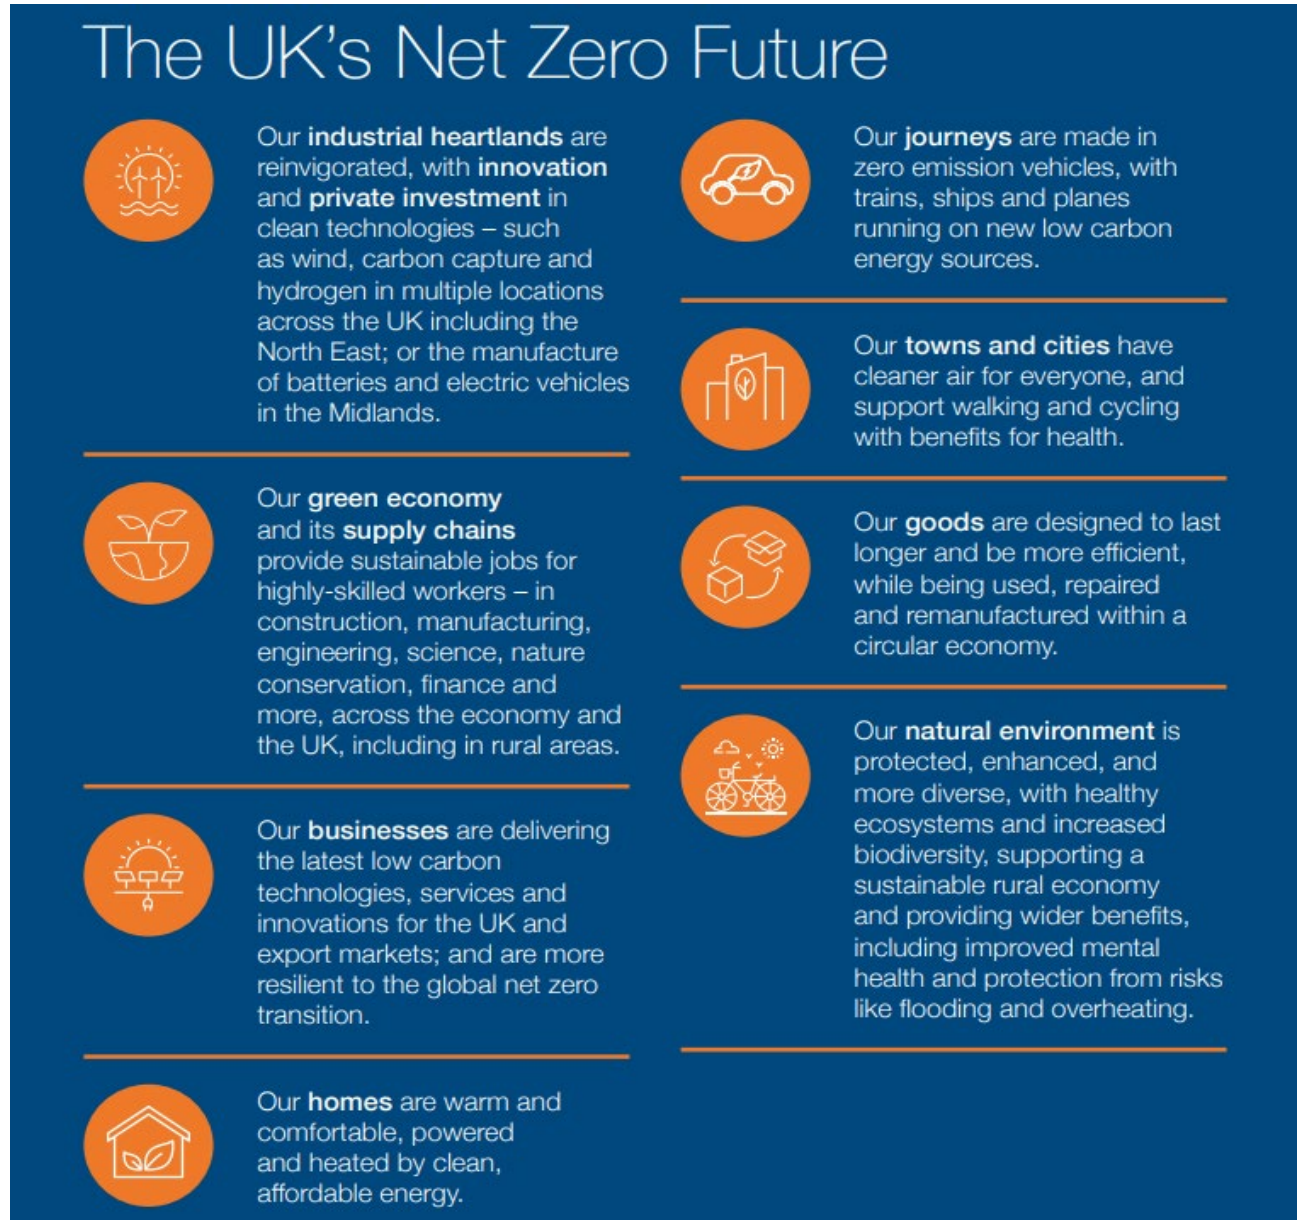 The UK's Net Zero Future
Our industrial heartlands are
reinvigorated, with innovation
and private investment in
clean technologies – such
as wind, carbon capture and
hydrogen in multiple locations
across the UK including the
North East; or the manufacture
of batteries and electric vehicles
in the Midlands.
Our green economy
and its supply chains
provide sustainable jobs for
highly-skilled workers – in
construction, manufacturing,
engineering, science, nature
conservation, finance and
more, across the economy and
the UK, including in rural areas.
Our businesses are delivering
the latest low carbon
technologies, services and
innovations for the UK and
export markets; and are more
resilient to the global net zero
transition.
Our homes are warm and
comfortable, powered
and heated by clean,
affordable energy.
Our journeys are made in
zero emission vehicles, with
trains, ships and planes
running on new low carbon
energy sources.
Our towns and cities have
cleaner air for everyone, and
support walking and cycling
with benefits for health.
Our goods are designed to last
longer and be more efficient,
while being used, repaired
and remanufactured within a
circular economy.
Our natural environment is
protected, enhanced, and
more diverse, with healthy
ecosystems and increased
biodiversity, supporting a
sustainable rural economy
and providing wider benefits,
including improved mental
health and protection from risks
like flooding and overheating.